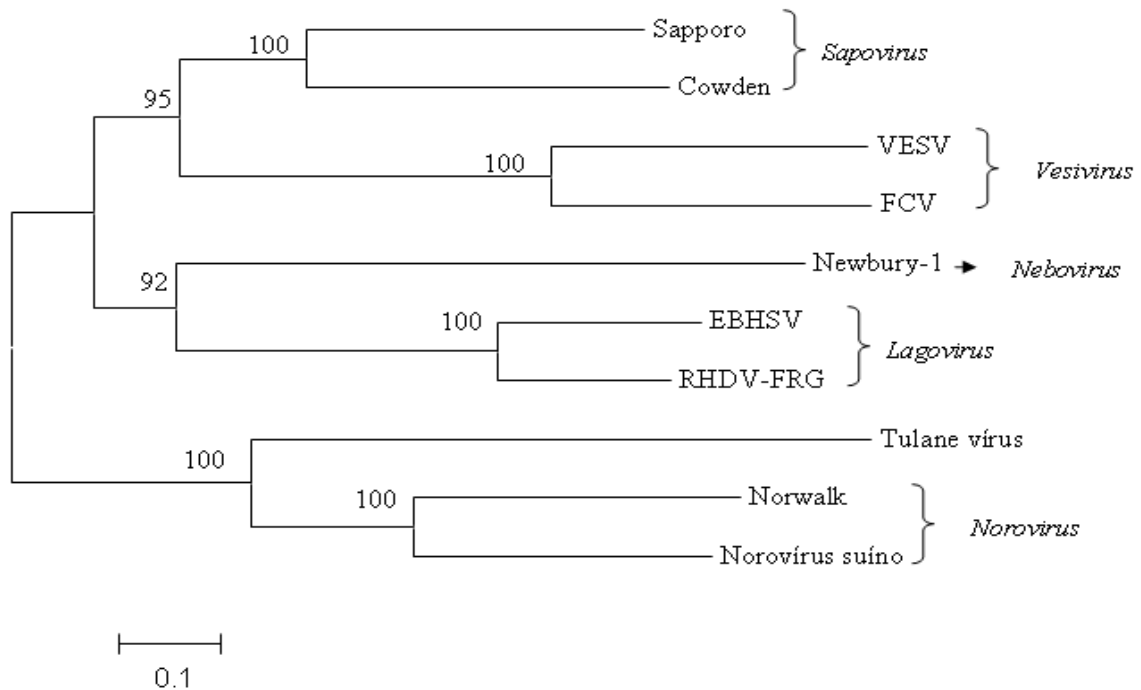 Sapporo
100
Sapovirus
Cowden
95
VESV
100
Vesivirus
FCV
Newbury-1
Nebovirus
92
EBHSV
100
Lagovirus
RHDV-FRG
Tulane vírus
100
Norwalk
100
Norovirus
Norovírus suíno
0.1